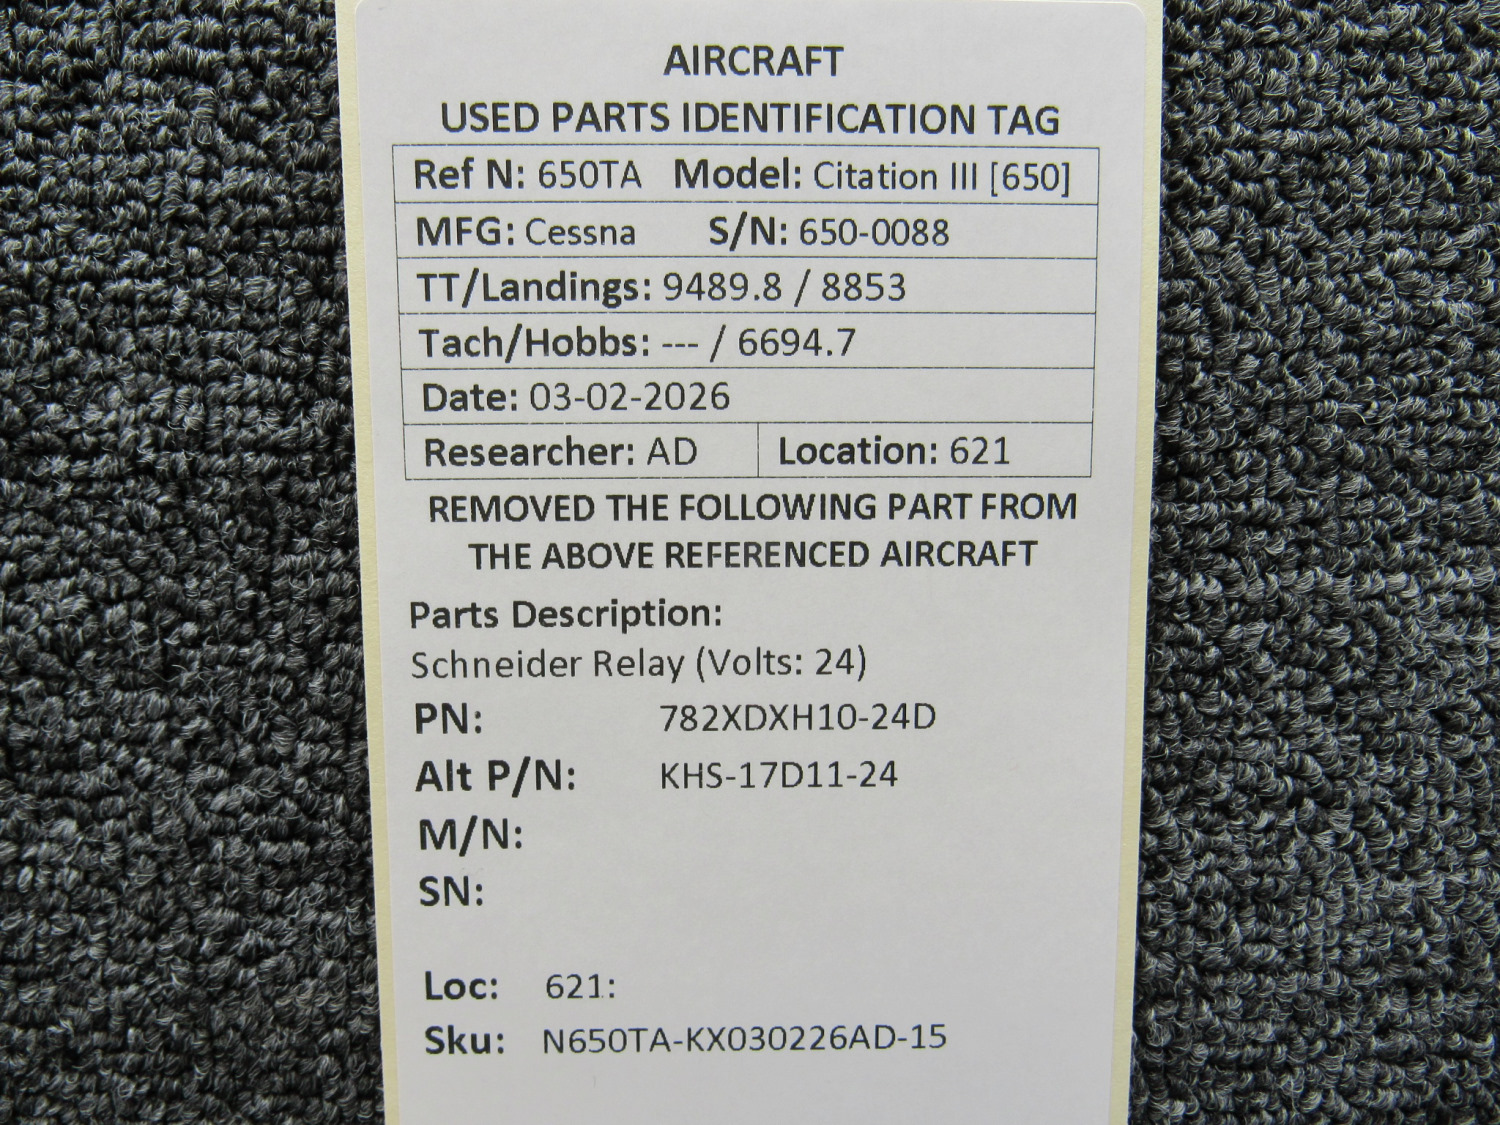 AIRCRAFT
USED PARTS IDENTIFICATION TAG
Ref N: 650TA Model: Citation III [650]
MFG: Cessna S/N: 650-0088
TT/Landings: 9489.8 / 8853
Tach/Hobbs: --- / 6694.7
Date: 03-02-2026
Researcher: AD Location: 621
REMOVED THE FOLLOWING PART FROM
THE ABOVE REFERENCED AIRCRAFT
Parts Description:
Schneider Relay (Volts: 24)
PN: 782XDXH10-24D
Alt P/N: KHS-17D11-24
M/N:
SN:
Loc: 621:
Sku: N650TA-KX030226AD-15